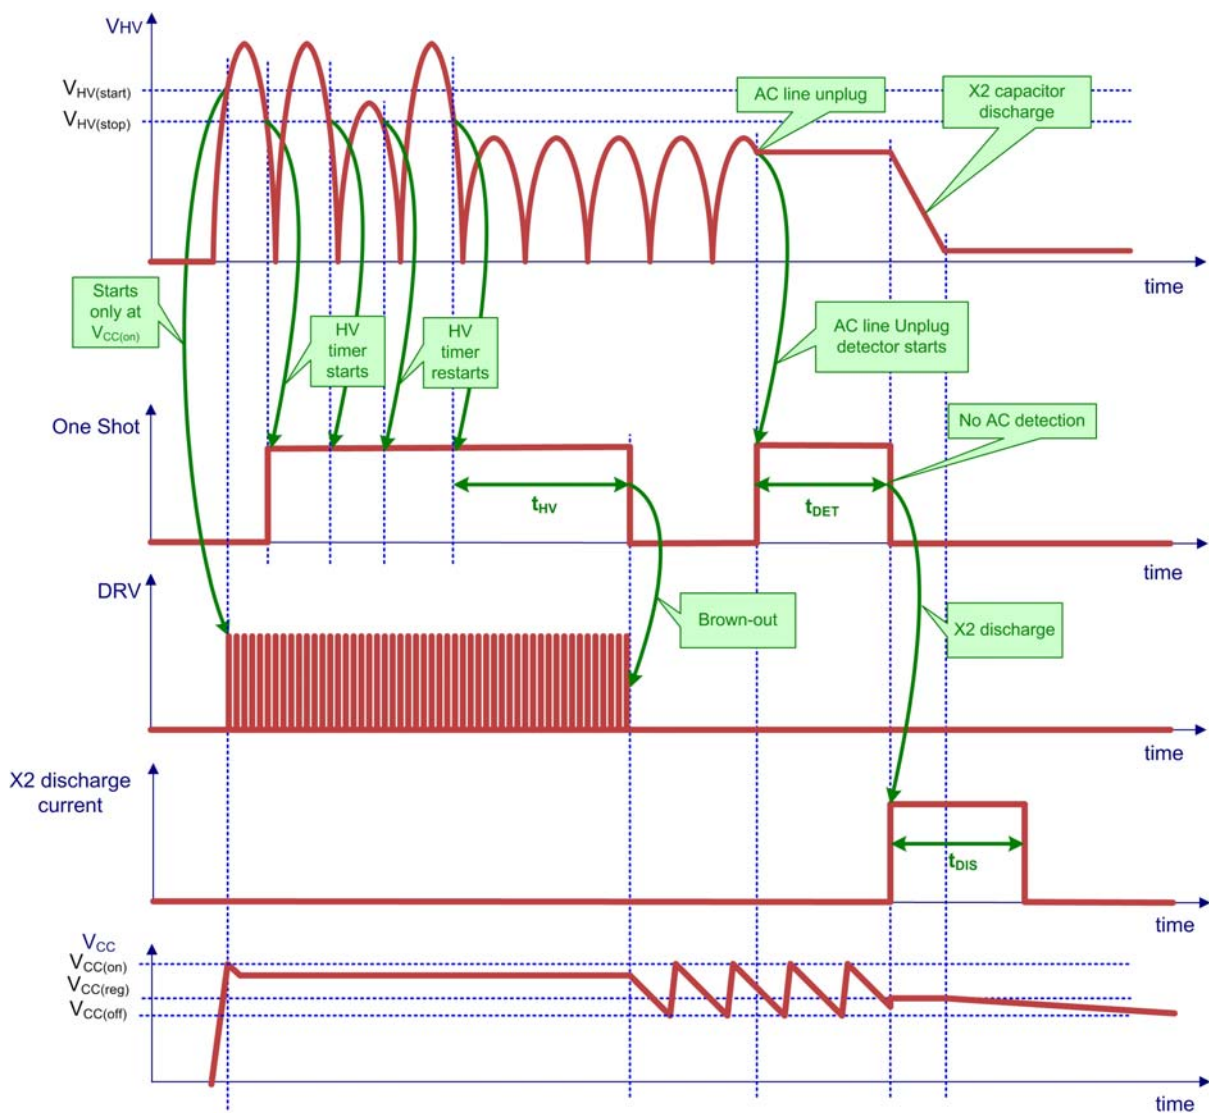 VHV
VHV(start)
VHV(stop)
AC line unplug
X2 capacitor
discharge
time
Starts
only at
VCC(on)
HV
timer
starts
HV
timer
restarts
AC line Unplug
detector starts
One Shot
No AC detection
tHV
tDET
time
DRV
Brown-out
X2 discharge
time
X2 discharge
current
tDIS
time
VCC
VCC(on)
VCC(reg)
VCC(off)
time